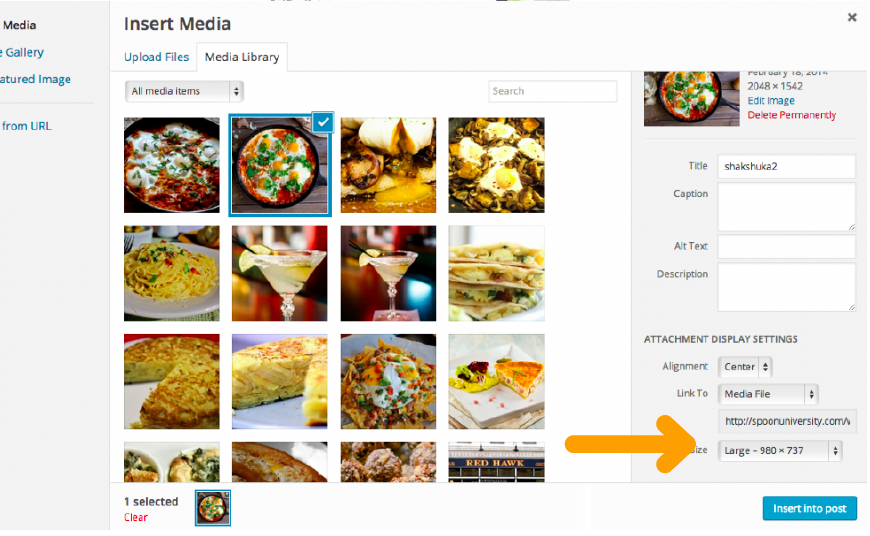 Media
Gallery
atured Image
from URL
Insert Media
Upload Files
Media Library
All media items
Search
RED HAWK
1 selected
Clear
February 18, 2014
2048 × 1542
Edit Image
Delete Permanently
Title
shakshuka2
Caption
Alt Text
Description
ATTACHMENT DISPLAY SETTINGS
Alignment
Center
Link To
Media File
http://spoonuniversity.com/
Size
Large – 980 × 737
Insert into post